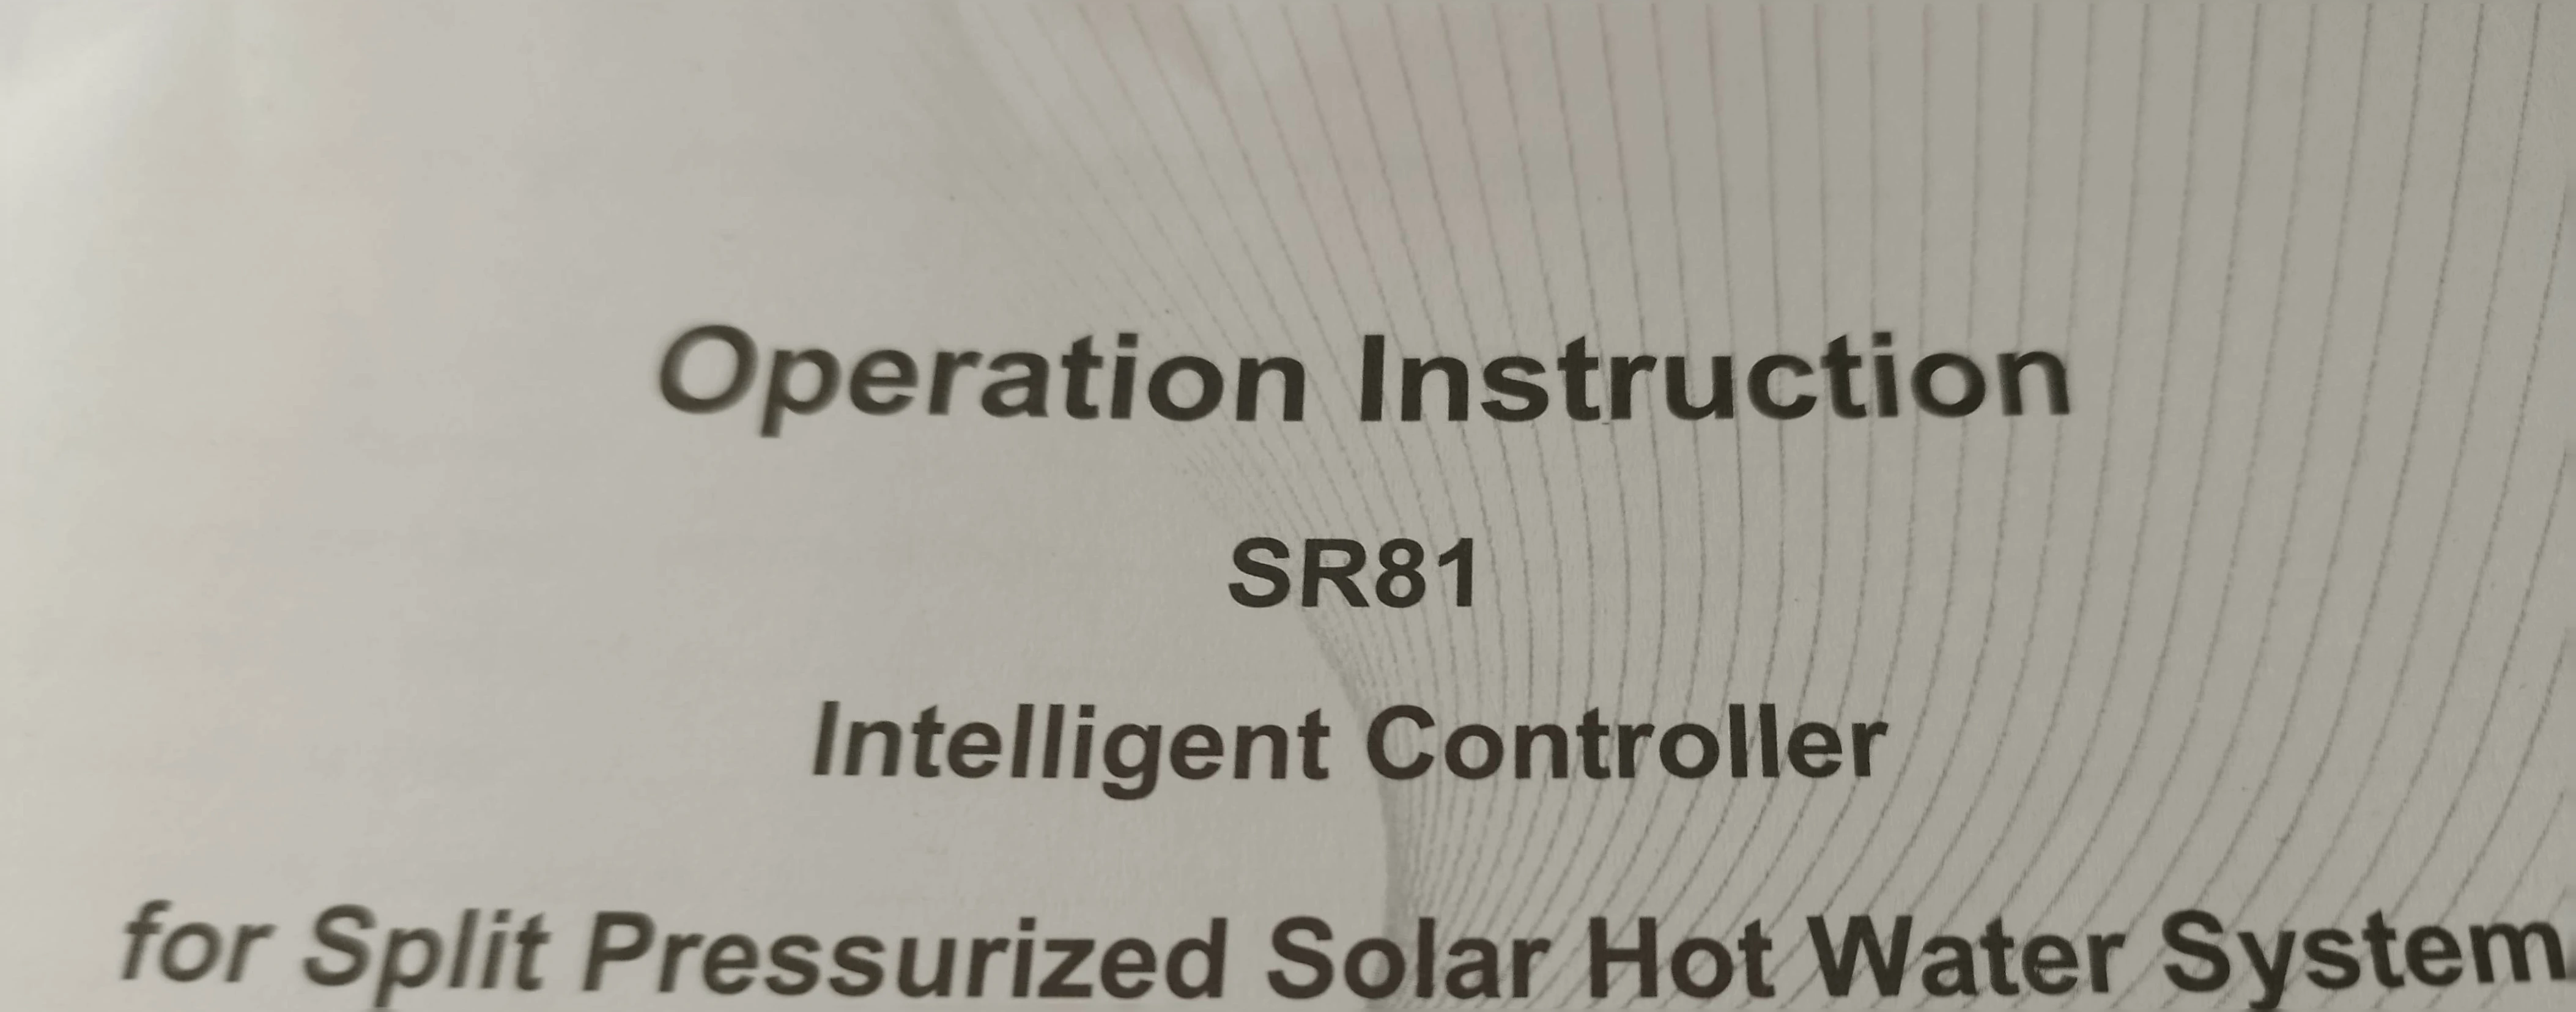 Operation Instruction
SR81
Intelligent Controller
for Split Pressurized Solar Hot Water System